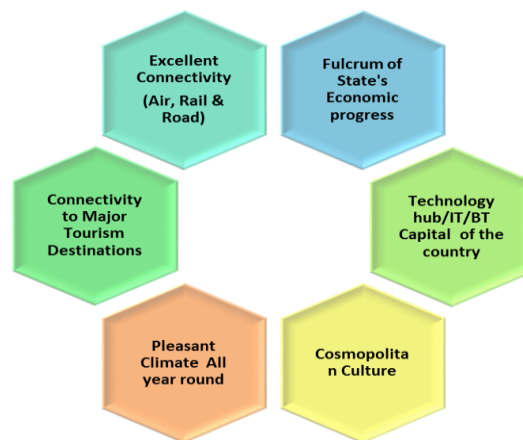 Excellent
Connectivity
(Air, Rail &
Road)
Fulcrum of
State's
Economic
progress
Connectivity
to Major
Tourism
Destinations
Technology
hub/IT/BT
Capital of the
country
Pleasant
Climate All
year round
Cosmopolita
n Culture